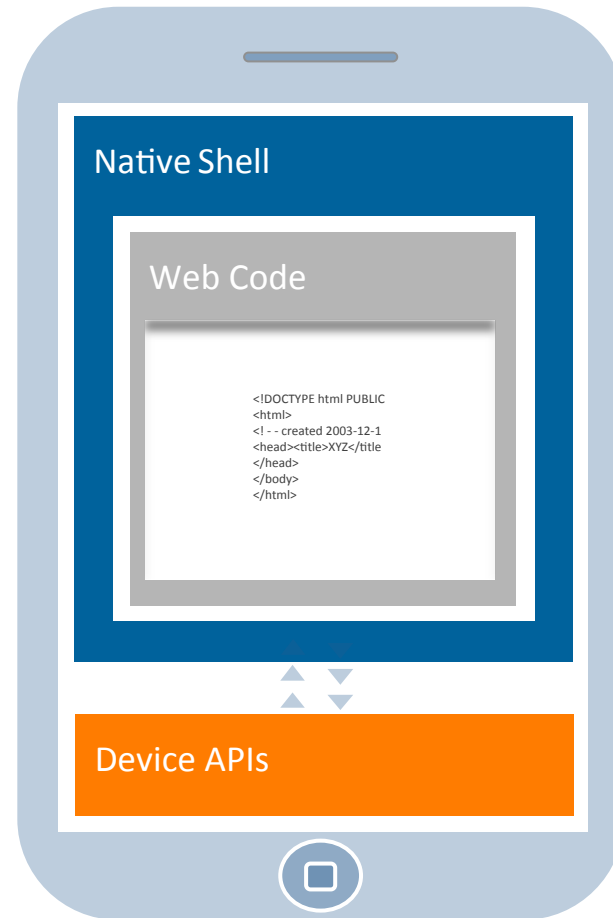 Native Shell
Web Code
<!DOCTYPE html PUBLIC
<html>
<! - - created 2003-12-1
<head><title>XYZ</title
</head>
</body>
</html>
Device APIs